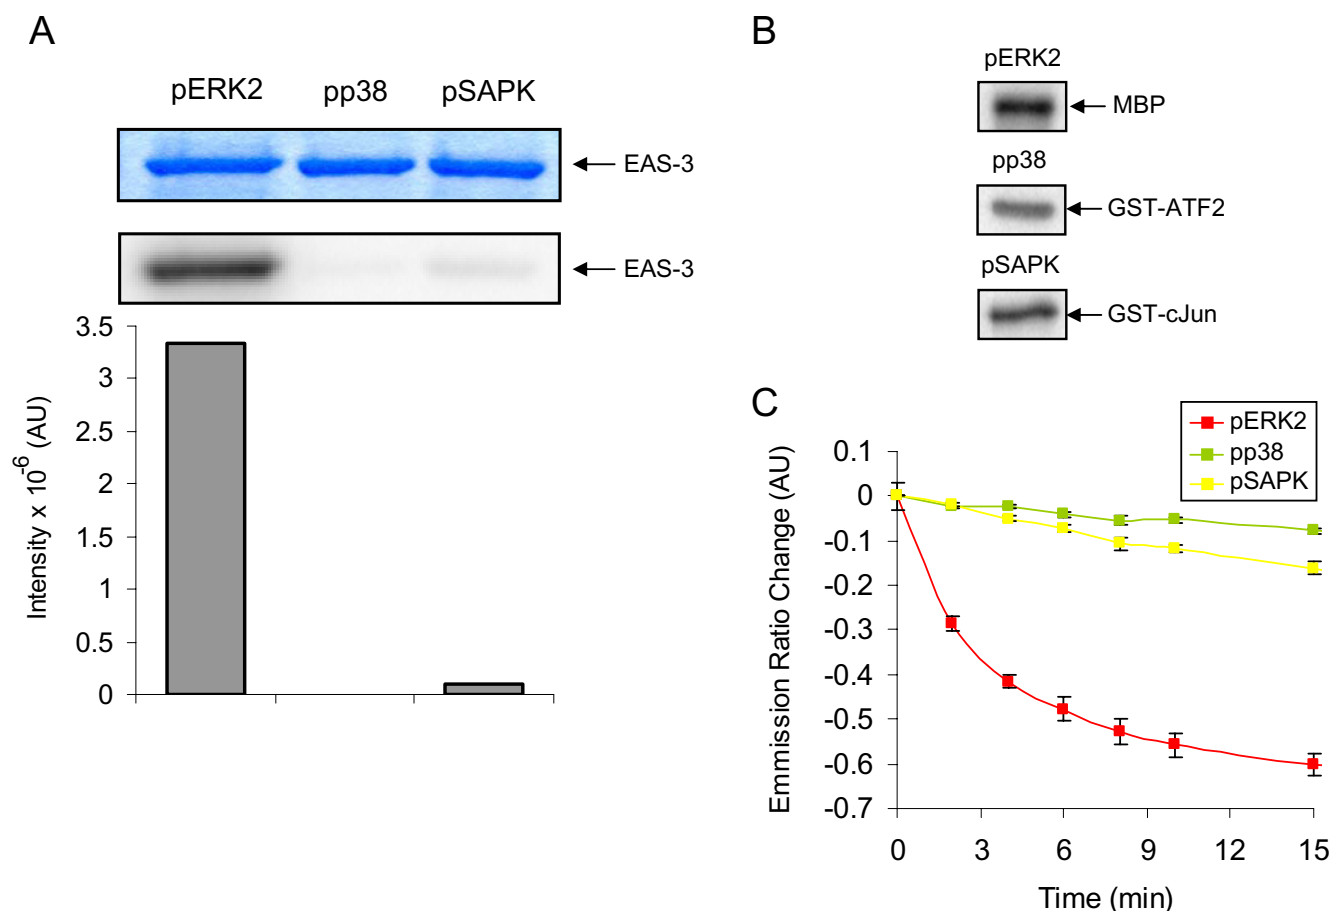 A
pERK2 pp38 pSAPK
EAS-3
EAS-3
3.5
3
2.5
2
1.5
1
0.5
0
Intensity x 10-6 (AU)
B
pERK2
MBP
pp38
GST-ATF2
pSAPK
GST-cJun
C
pERK2
pp38
pSAPK
0.1
0
-0.1
-0.2
-0.3
-0.4
-0.5
-0.6
-0.7
Emmission Ratio Change (AU)
0 3 6 9 12 15
Time (min)